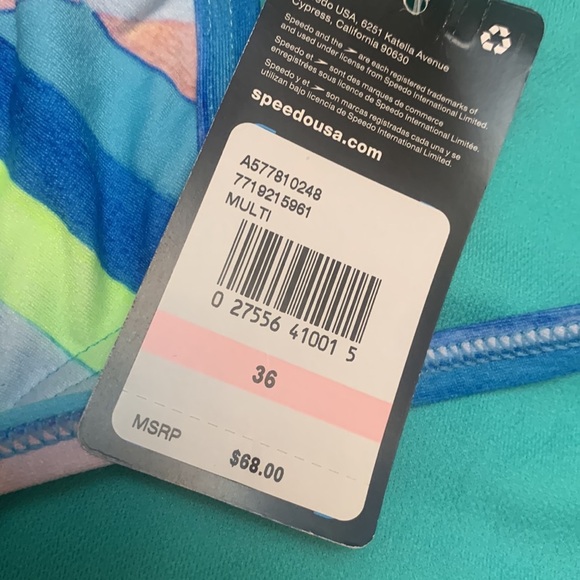 do USA, 6251 Katella Avenue
Cypress, California 90630
Speedo and the are each registered trademarks of
and used under license from Speedo International Limited.
Speedo et sont des marques de commerce
enregistrées sous licence de Speedo International Limitée.
Speedo y et son marcas registradas cada una y se
utilizan bajo licencia de Speedo International Limited.
speedousa.com
A577810248
7719215961
MULTI
0 27556 41001 5
36
MSRP
$68.00